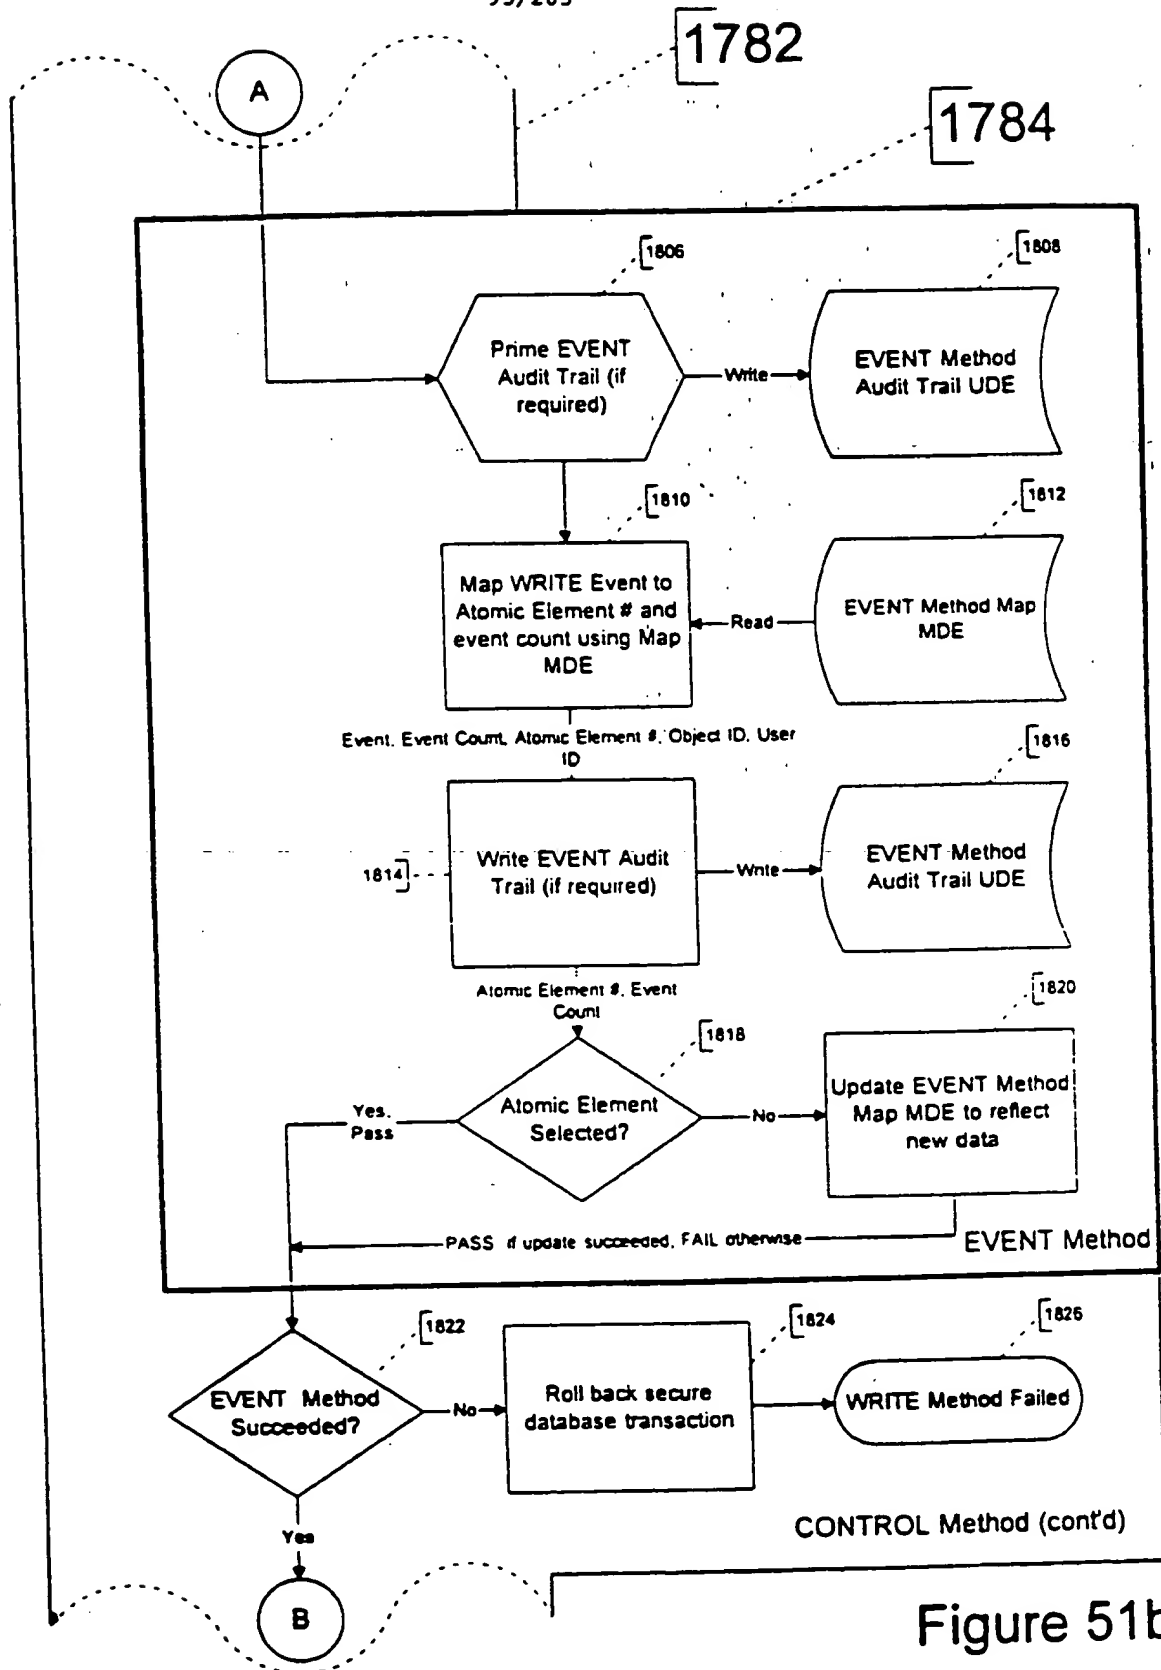 1782
A
1784
1806
1808
Prime EVENT
Audit Trail (if
required)
Write
EVENT Method
Audit Trail UDE
1810
1812
Map WRITE Event to
Atomic Element # and
event count using Map
MDE
Read
EVENT Method Map
MDE
Event, Event Count, Atomic Element #, Object ID, User
ID
1816
1814
Write EVENT Audit
Trail (if required)
Write
EVENT Method
Audit Trail UDE
Atomic Element #, Event
Count
1820
1818
Yes,
Pass
Atomic Element
Selected?
No
Update EVENT Method
Map MDE to reflect
new data
PASS if update succeeded, FAIL otherwise
EVENT Method
1822
1824
1826
EVENT Method
Succeeded?
No
Roll back secure
database transaction
WRITE Method Failed
Yes
CONTROL Method (cont'd)
B
Figure 51b